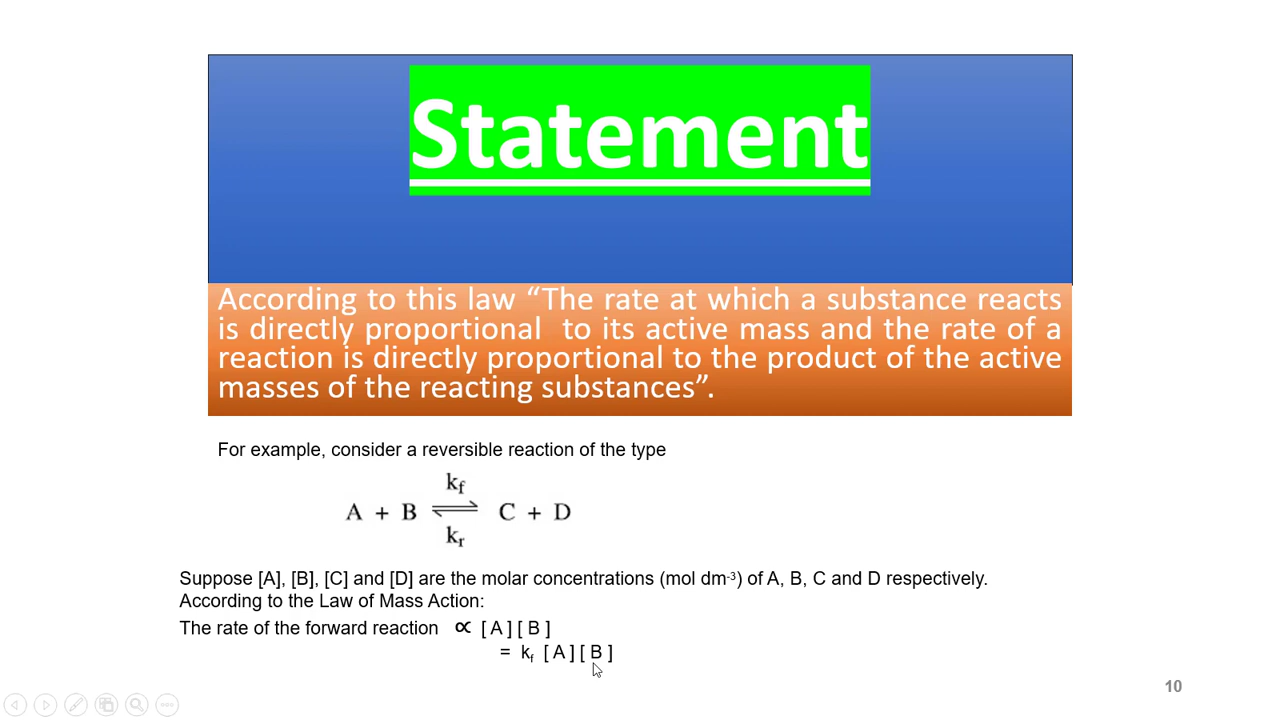 Statement
According to this law “The rate at which a substance reacts
is directly proportional  to its active mass and the rate of a
reaction is directly proportional to the product of the active
masses of the reacting substances”.
For example, consider a reversible reaction of the type
kf
A + B ⇌ C + D
kr
Suppose [A], [B], [C] and [D] are the molar concentrations (mol dm⁻³) of A, B, C and D respectively.
According to the Law of Mass Action:
The rate of the forward reaction ∝ [ A ] [ B ]
= kf [ A ] [ B ]
10